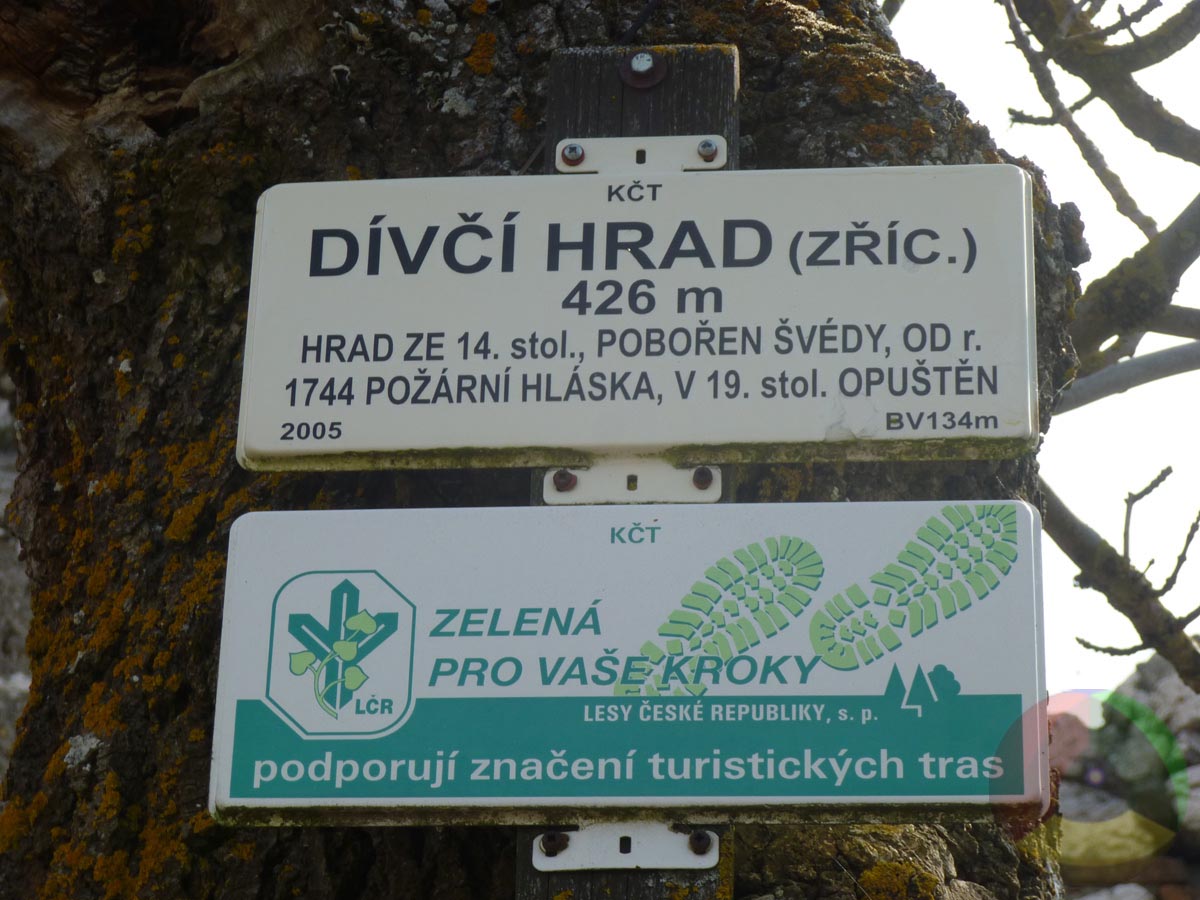 KČT
DÍVČÍ HRAD (ZŘÍC.)
426 m
HRAD ZE 14. stol., POBOŘEN ŠVÉDY, OD r.
1744 POŽÁRNÍ HLÁSKA, V 19. stol. OPUŠTĚN
2005 BV134m
KČT
ZELENÁ
PRO VAŠE KROKY
LČR
LESY ČESKÉ REPUBLIKY, s. p.
podporují značení turistických tras